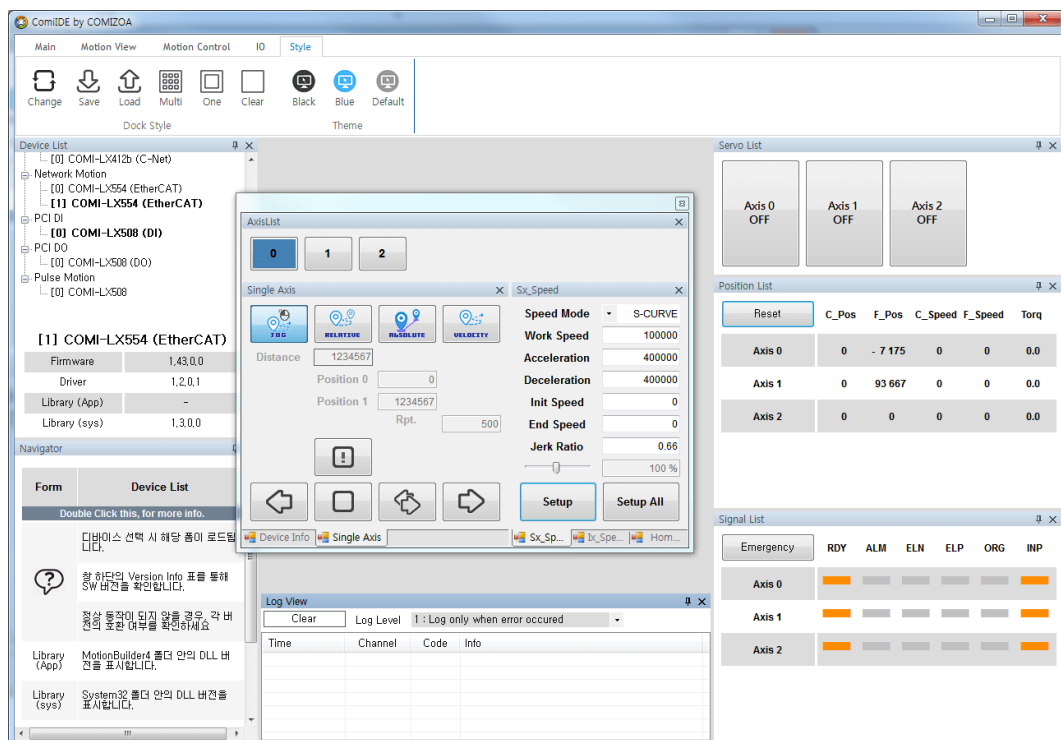 ComiIDE by COMIZOA
Main Motion View Motion Control IO Style
Change Save Load Multi One Clear Black Blue Default
Dock Style Theme
Device List
[0] COMI-LX412b (C-Net)
Network Motion
[0] COMI-LX554 (EtherCAT)
[1] COMI-LX554 (EtherCAT)
PCI DI
[0] COMI-LX508 (DI)
PCI DO
[0] COMI-LX508 (DO)
Pulse Motion
[0] COMI-LX508
[1] COMI-LX554 (EtherCAT)
Firmware 1,43,0,0
Driver 1,2,0,1
Library (App) -
Library (sys) 1,3,0,0
Navigator
Form Device List
Double Click this, for more info.
디바이스 선택 시 해당 폼이 로드됩
니다.
창 하단의 Version Info 표를 통해
SW 버전을 확인합니다.
정상 동작이 되지 않을 경우, 각 버
전의 호환 여부를 확인하세요
Library
(App)
MotionBuilder4 폴더 안의 DLL 버
전을 표시합니다.
Library
(sys)
System32 폴더 안의 DLL 버전을
표시합니다.
AxisList
0 1 2
Single Axis
JOG RELATIVE ABSOLUTE VELOCITY
Distance 1234567
Position 0 0
Position 1 1234567
Rpt. 500
Device Info Single Axis
Sx_Speed
Speed Mode S-CURVE
Work Speed 100000
Acceleration 400000
Deceleration 400000
Init Speed 0
End Speed 0
Jerk Ratio 0.66
100 %
Setup Setup All
Sx_Sp... Ix_Spe... Hom...
Log View
Clear Log Level 1 : Log only when error occured
Time Channel Code Info
Servo List
Axis 0
OFF
Axis 1
OFF
Axis 2
OFF
Position List
Reset C_Pos F_Pos C_Speed F_Speed Torq
Axis 0 0 - 7 175 0 0 0.0
Axis 1 0 93 667 0 0 0.0
Axis 2 0 0 0 0 0.0
Signal List
Emergency RDY ALM ELN ELP ORG INP
Axis 0
Axis 1
Axis 2